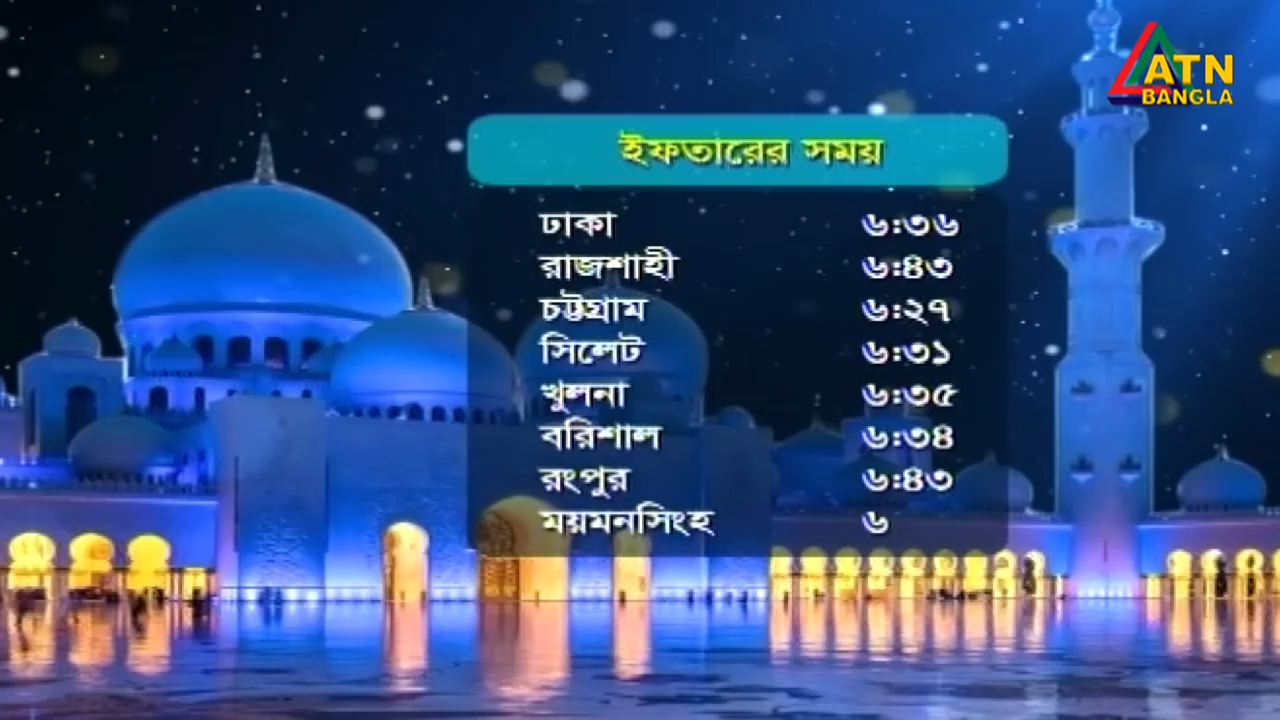 ATN
BANGLA
ইফতারের সময়
ঢাকা ৬:৩৬
রাজশাহী ৬:৪৩
চট্টগ্রাম ৬:২৭
সিলেট ৬:৩১
খুলনা ৬:৩৫
বরিশাল ৬:৩৪
রংপুর ৬:৪৩
ময়মনসিংহ ৬